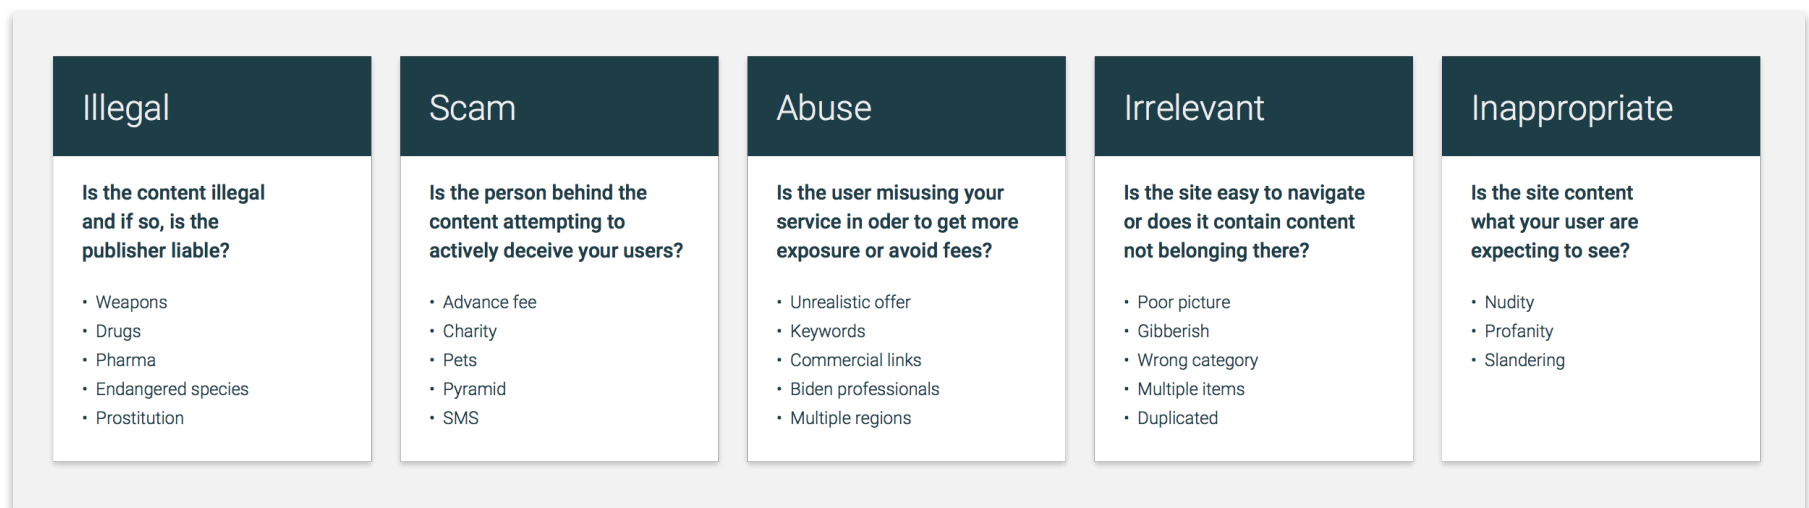 Illegal
Is the content illegal
and if so, is the
publisher liable?
• Weapons
• Drugs
• Pharma
• Endangered species
• Prostitution
Scam
Is the person behind the
content attempting to
actively deceive your users?
• Advance fee
• Charity
• Pets
• Pyramid
• SMS
Abuse
Is the user misusing your
service in oder to get more
exposure or avoid fees?
• Unrealistic offer
• Keywords
• Commercial links
• Biden professionals
• Multiple regions
Irrelevant
Is the site easy to navigate
or does it contain content
not belonging there?
• Poor picture
• Gibberish
• Wrong category
• Multiple items
• Duplicated
Inappropriate
Is the site content
what your user are
expecting to see?
• Nudity
• Profanity
• Slandering